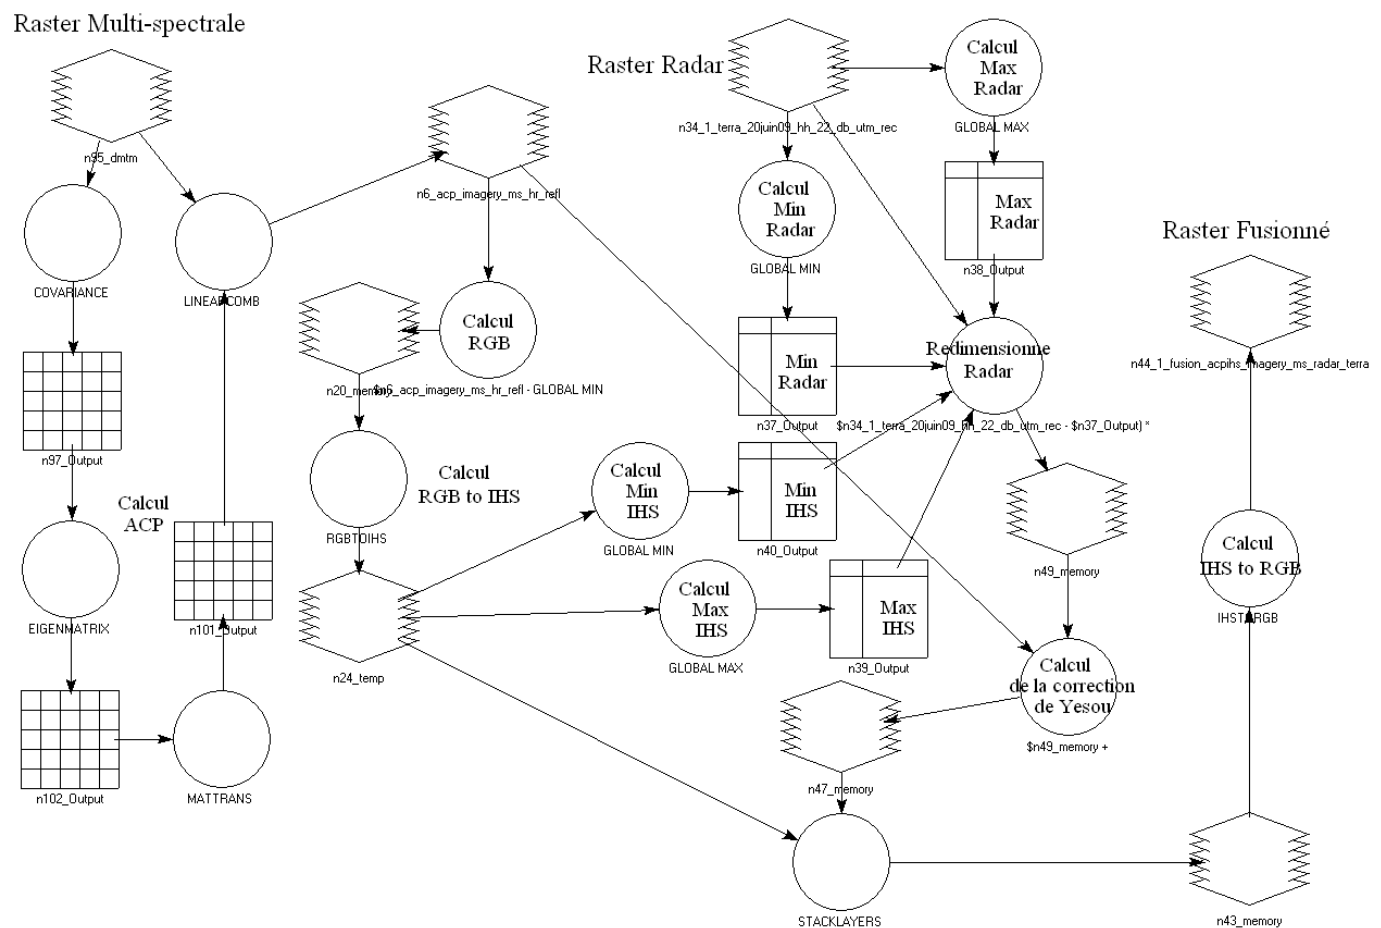 Raster Multi-spectrale
n95_dmtm
COVARIANCE
n97_Output
EIGENMATRIX
n102_Output
MATTRANS
n101_Output
Calcul
ACP
LINEARCOMB
n6_acp_imagery_ms_hr_refl
Calcul
RGB
$n6_acp_imagery_ms_hr_refl - GLOBAL MIN
n20_memory
Calcul
RGB to IHS
RGBTOIHS
n24_temp
Calcul
Min
IHS
GLOBAL MIN
Min
IHS
n40_Output
Calcul
Max
IHS
GLOBAL MAX
Max
IHS
n39_Output
Raster Radar
n34_1_terra_20juin09_hh_22_db_utm_rec
Calcul
Max
Radar
GLOBAL MAX
Max
Radar
n38_Output
Calcul
Min
Radar
GLOBAL MIN
Min
Radar
n37_Output
Redimensionne
Radar
$n34_1_terra_20juin09_hh_22_db_utm_rec - $n37_Output) *
n49_memory
Calcul
de la correction
de Yesou
$n49_memory +
n47_memory
STACKLAYERS
n43_memory
Calcul
IHS to RGB
IHSTORGB
Raster Fusionné
n44_1_fusion_acpihs_imagery_ms_radar_terra